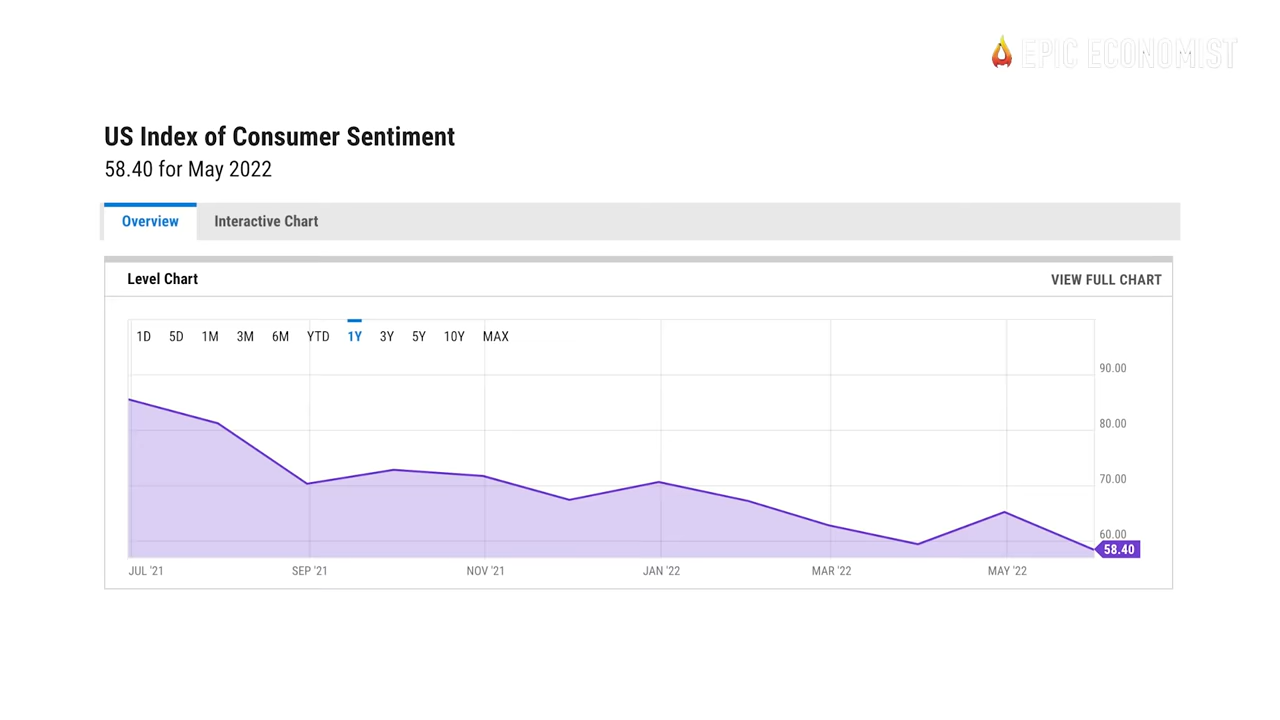 EPIC ECONOMIST
US Index of Consumer Sentiment
58.40 for May 2022
Overview Interactive Chart
Level Chart VIEW FULL CHART
1D 5D 1M 3M 6M YTD 1Y 3Y 5Y 10Y MAX
90.00
80.00
70.00
60.00
58.40
JUL '21 SEP '21 NOV '21 JAN '22 MAR '22 MAY '22